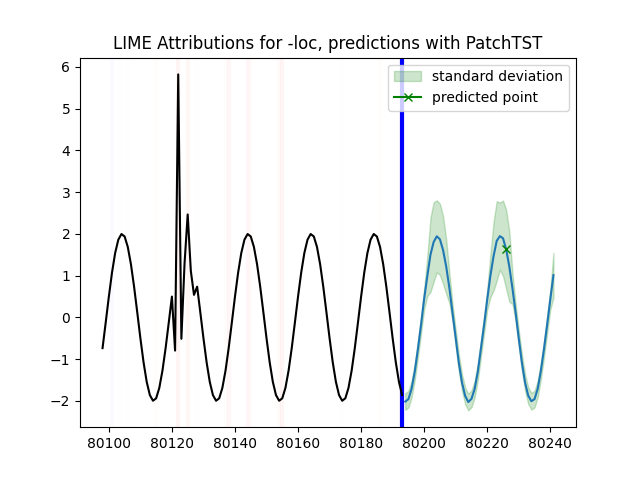 LIME Attributions for -loc, predictions with PatchTST
standard deviation
predicted point
6
5
4
3
2
1
0
−1
−2
80100 80120 80140 80160 80180 80200 80220 80240